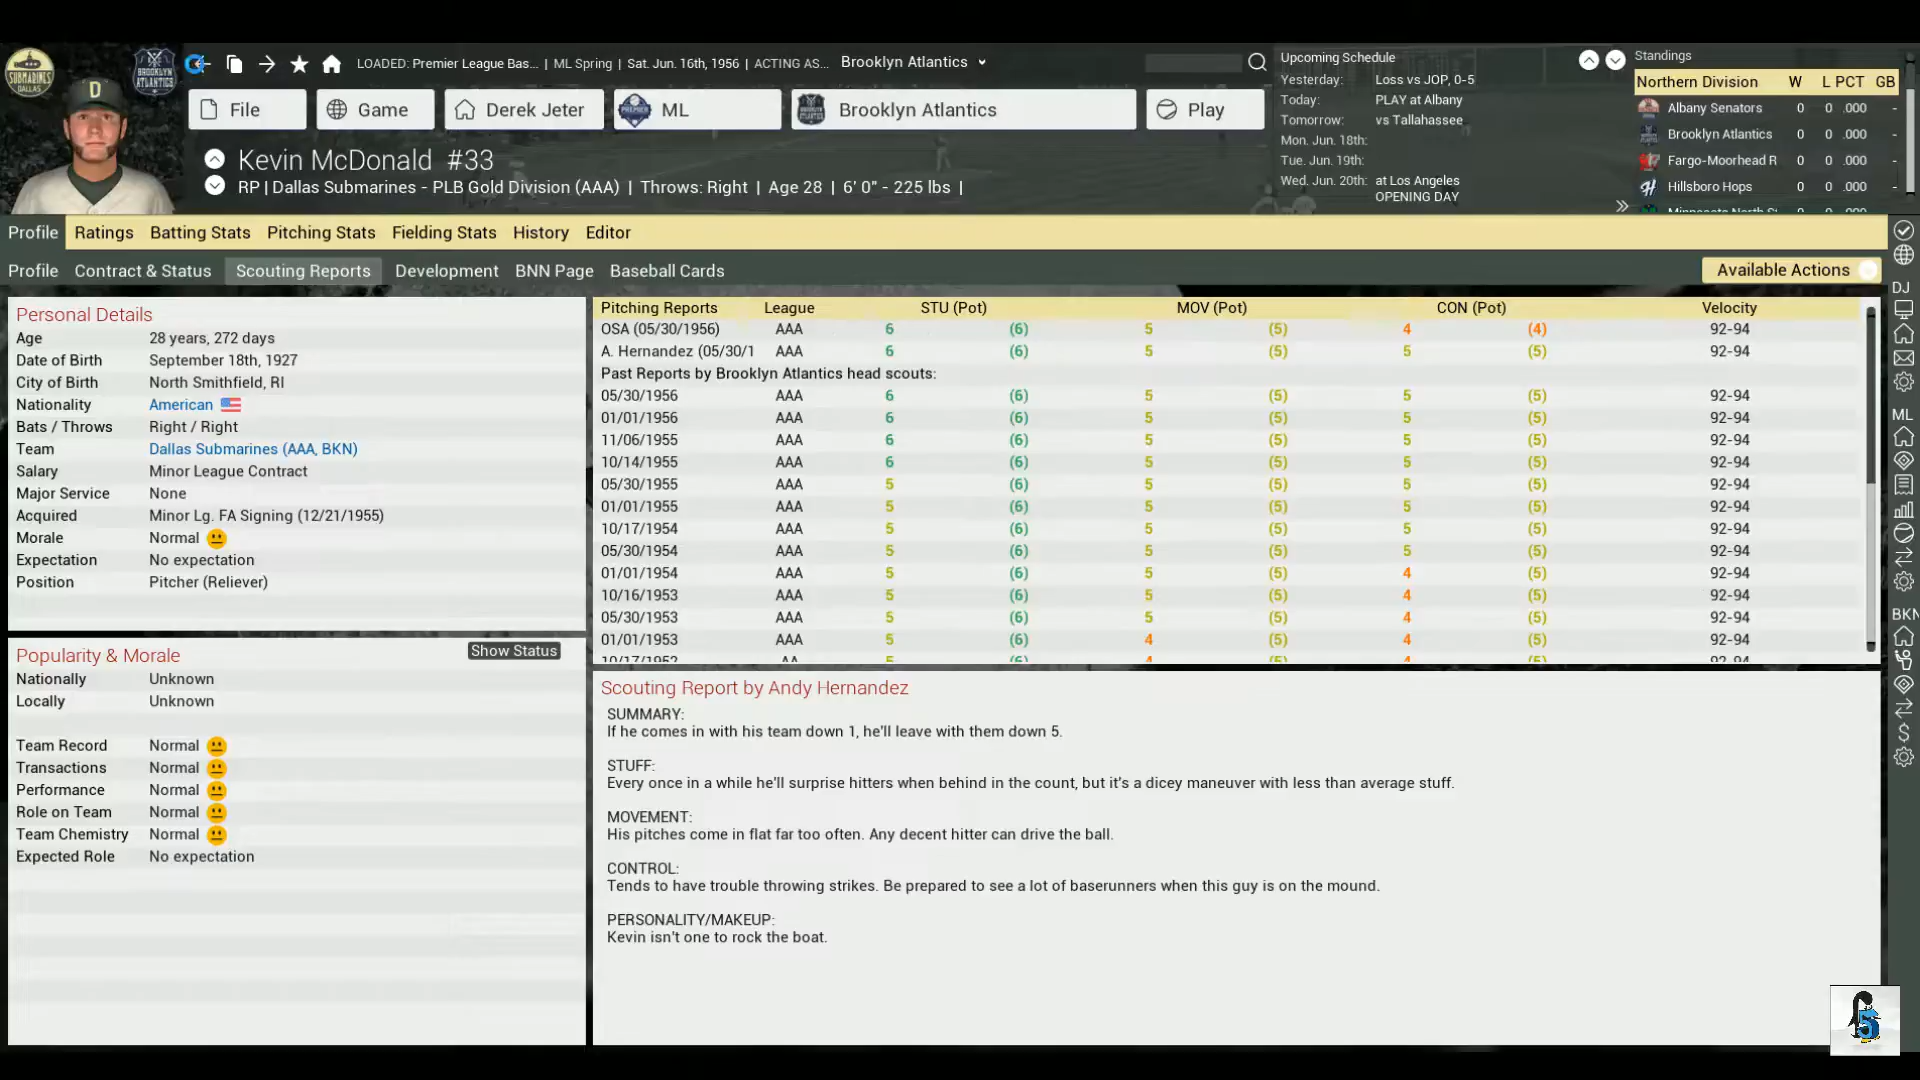 LOADED: Premier League Bas... | ML Spring | Sat. Jun. 16th, 1956 | ACTING AS... Brooklyn Atlantics
File Game Derek Jeter ML Brooklyn Atlantics Play
Kevin McDonald #33
RP | Dallas Submarines - PLB Gold Division (AAA) | Throws: Right | Age 28 | 6' 0" - 225 lbs |
Upcoming Schedule
Yesterday: Loss vs JOP, 0-5
Today: PLAY at Albany
Tomorrow: vs Tallahassee
Mon. Jun. 18th:
Tue. Jun. 19th:
Wed. Jun. 20th: at Los Angeles
OPENING DAY
Standings
Northern Division W L PCT GB
Albany Senators 0 0 .000 -
Brooklyn Atlantics 0 0 .000 -
Fargo-Moorhead R 0 0 .000 -
Hillsboro Hops 0 0 .000 -
SUBMARINES
DALLAS
BROOKLYN
ATLANTICS
D
Profile Ratings Batting Stats Pitching Stats Fielding Stats History Editor
Profile Contract & Status Scouting Reports Development BNN Page Baseball Cards Available Actions
Personal Details
Age 28 years, 272 days
Date of Birth September 18th, 1927
City of Birth North Smithfield, RI
Nationality American
Bats / Throws Right / Right
Team Dallas Submarines (AAA, BKN)
Salary Minor League Contract
Major Service None
Acquired Minor Lg. FA Signing (12/21/1955)
Morale Normal
Expectation No expectation
Position Pitcher (Reliever)
Popularity & Morale Show Status
Nationally Unknown
Locally Unknown
Team Record Normal
Transactions Normal
Performance Normal
Role on Team Normal
Team Chemistry Normal
Expected Role No expectation
Pitching Reports League STU (Pot) MOV (Pot) CON (Pot) Velocity
OSA (05/30/1956) AAA 6 (6) 5 (5) 4 (4) 92-94
A. Hernandez (05/30/1 AAA 6 (6) 5 (5) 5 (5) 92-94
Past Reports by Brooklyn Atlantics head scouts:
05/30/1956 AAA 6 (6) 5 (5) 5 (5) 92-94
01/01/1956 AAA 6 (6) 5 (5) 5 (5) 92-94
11/06/1955 AAA 6 (6) 5 (5) 5 (5) 92-94
10/14/1955 AAA 6 (6) 5 (5) 5 (5) 92-94
05/30/1955 AAA 5 (6) 5 (5) 5 (5) 92-94
01/01/1955 AAA 5 (6) 5 (5) 5 (5) 92-94
10/17/1954 AAA 5 (6) 5 (5) 5 (5) 92-94
05/30/1954 AAA 5 (6) 5 (5) 5 (5) 92-94
01/01/1954 AAA 5 (6) 5 (5) 4 (5) 92-94
10/16/1953 AAA 5 (6) 5 (5) 4 (5) 92-94
05/30/1953 AAA 5 (6) 5 (5) 4 (5) 92-94
01/01/1953 AAA 5 (6) 4 (5) 4 (5) 92-94
10/17/1952 AA 5 (6) 4 (5) 4 (5) 92-94
Scouting Report by Andy Hernandez
SUMMARY:
If he comes in with his team down 1, he'll leave with them down 5.
STUFF:
Every once in a while he'll surprise hitters when behind in the count, but it's a dicey maneuver with less than average stuff.
MOVEMENT:
His pitches come in flat far too often. Any decent hitter can drive the ball.
CONTROL:
Tends to have trouble throwing strikes. Be prepared to see a lot of baserunners when this guy is on the mound.
PERSONALITY/MAKEUP:
Kevin isn't one to rock the boat.
DJ
ML
BKN
5